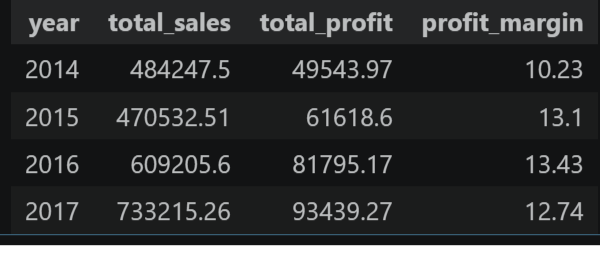 year total_sales total_profit profit_margin
2014 484247.5 49543.97 10.23
2015 470532.51 61618.6 13.1
2016 609205.6 81795.17 13.43
2017 733215.26 93439.27 12.74